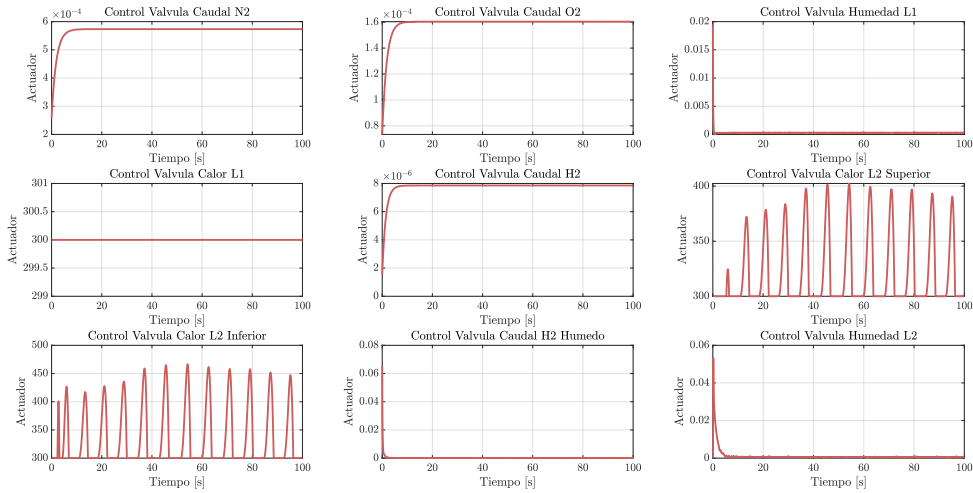 Control Valvula Caudal N2
×10⁻⁴
6
5
4
3
2
Actuador
0 20 40 60 80 100
Tiempo [s]
Control Valvula Caudal O2
×10⁻⁴
1.6
1.4
1.2
1
0.8
Actuador
0 20 40 60 80 100
Tiempo [s]
Control Valvula Humedad L1
0.02
0.015
0.01
0.005
0
Actuador
0 20 40 60 80 100
Tiempo [s]
Control Valvula Calor L1
301
300.5
300
299.5
299
Actuador
0 20 40 60 80 100
Tiempo [s]
Control Valvula Caudal H2
×10⁻⁶
8
6
4
2
0
Actuador
0 20 40 60 80 100
Tiempo [s]
Control Valvula Calor L2 Superior
400
350
300
Actuador
0 20 40 60 80 100
Tiempo [s]
Control Valvula Calor L2 Inferior
500
450
400
350
300
Actuador
0 20 40 60 80 100
Tiempo [s]
Control Valvula Caudal H2 Humedo
0.08
0.06
0.04
0.02
0
Actuador
0 20 40 60 80 100
Tiempo [s]
Control Valvula Humedad L2
0.06
0.04
0.02
0
Actuador
0 20 40 60 80 100
Tiempo [s]